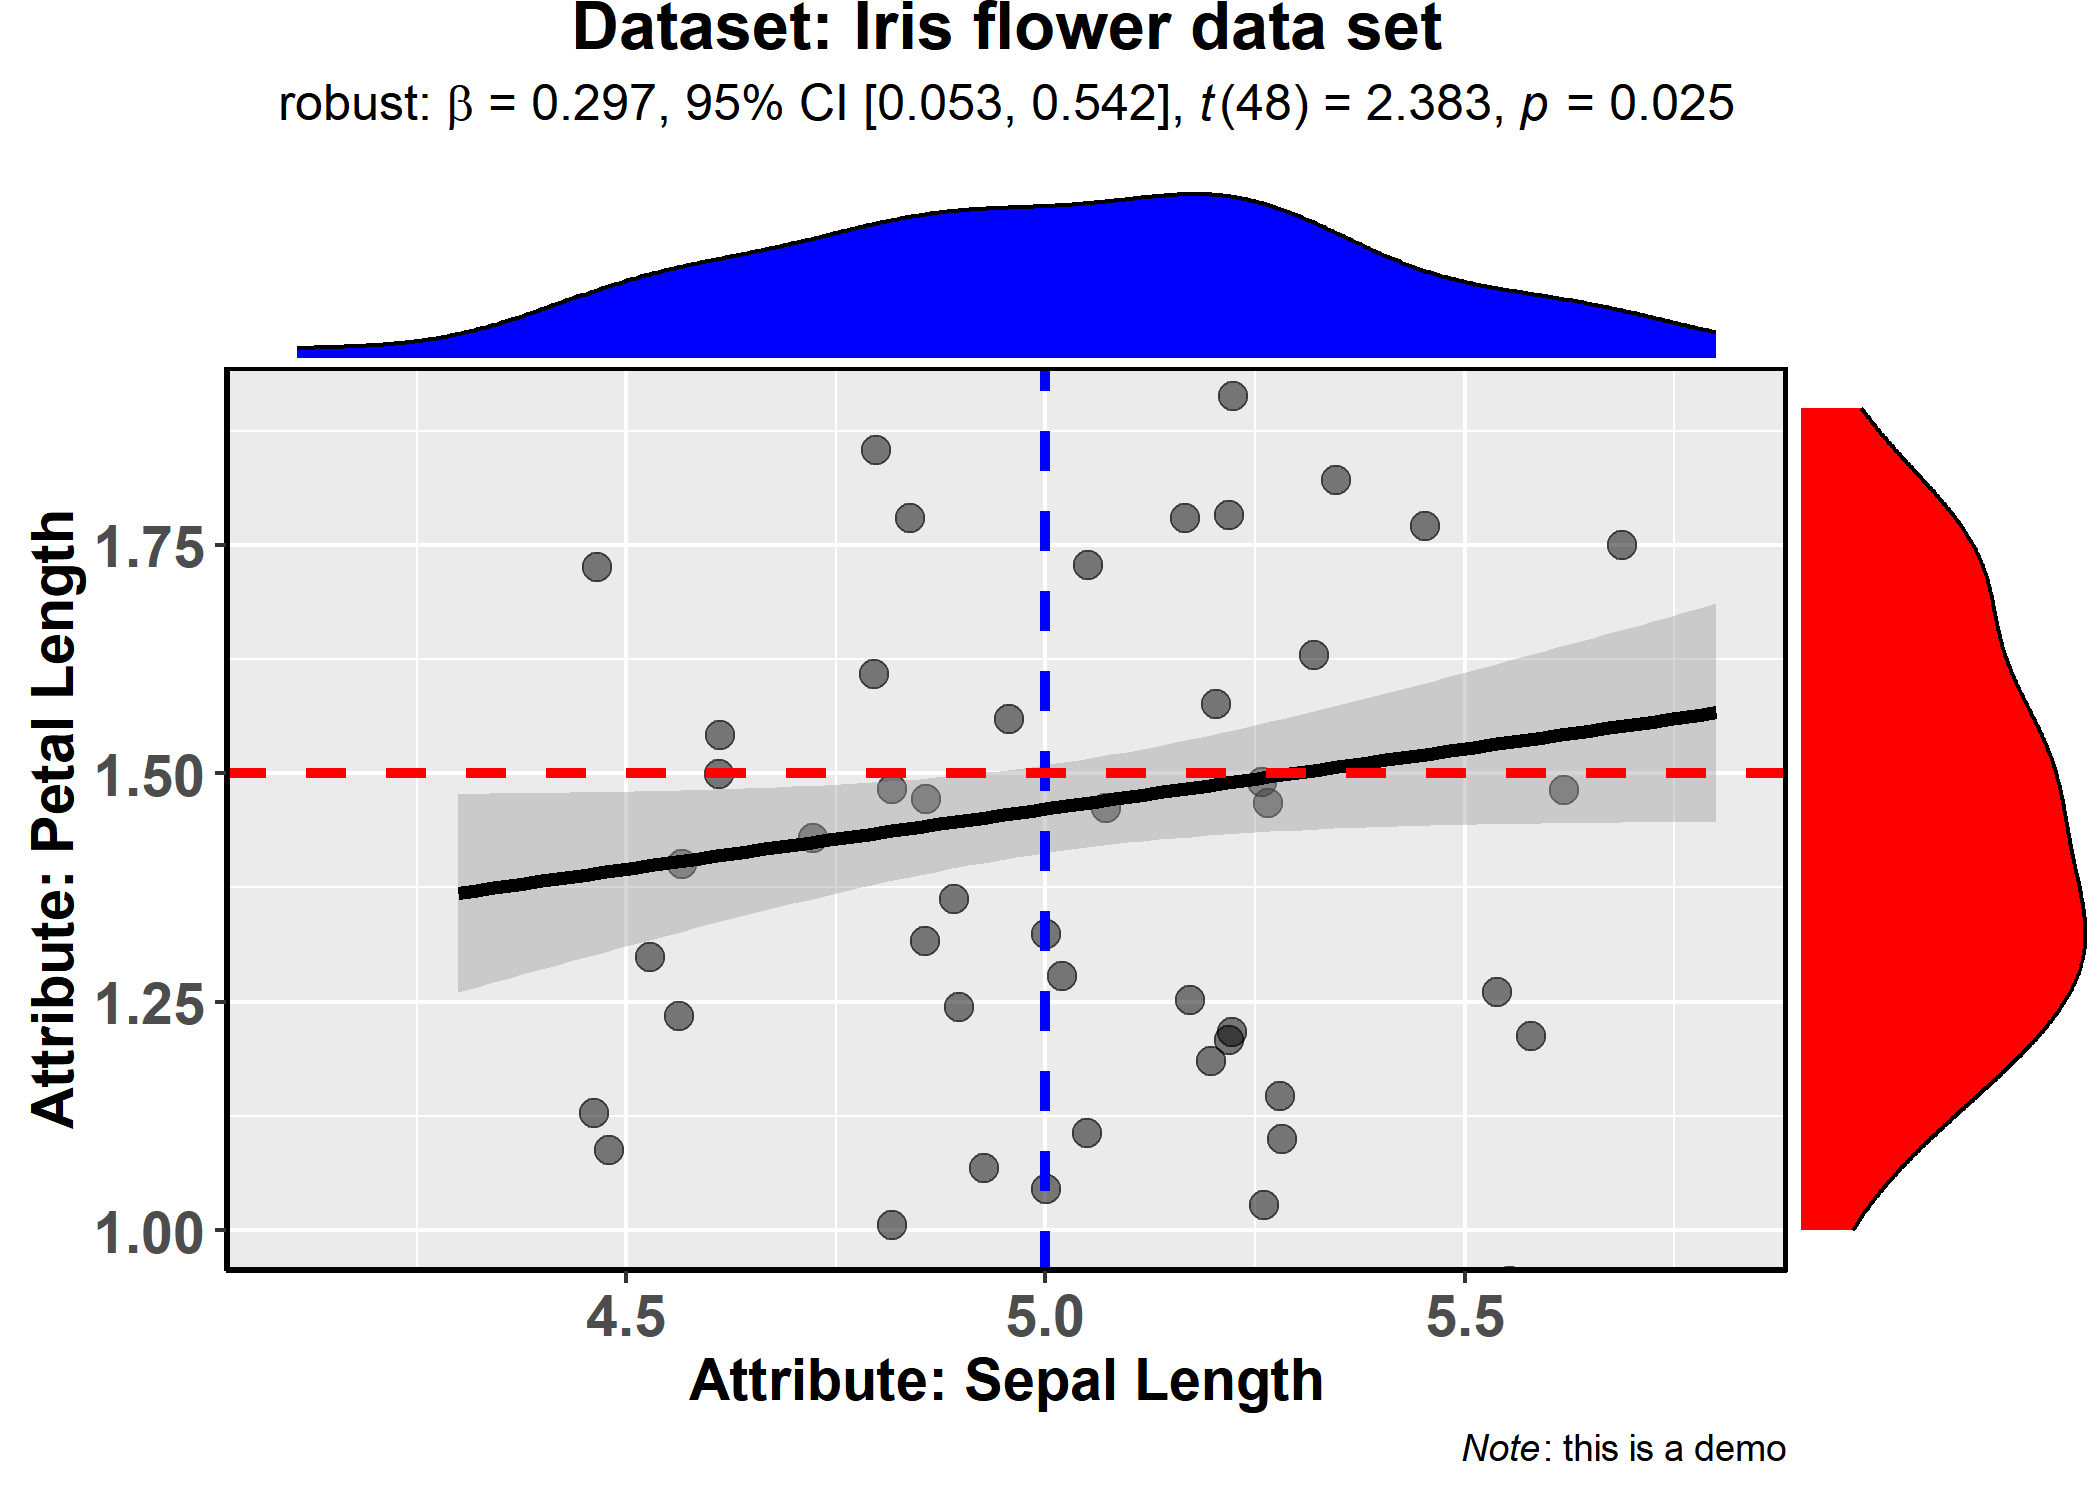 Dataset: Iris flower data set
robust: β = 0.297, 95% CI [0.053, 0.542], t(48) = 2.383, p = 0.025
Attribute: Petal Length
1.75
1.50
1.25
1.00
4.5 5.0 5.5
Attribute: Sepal Length
Note: this is a demo